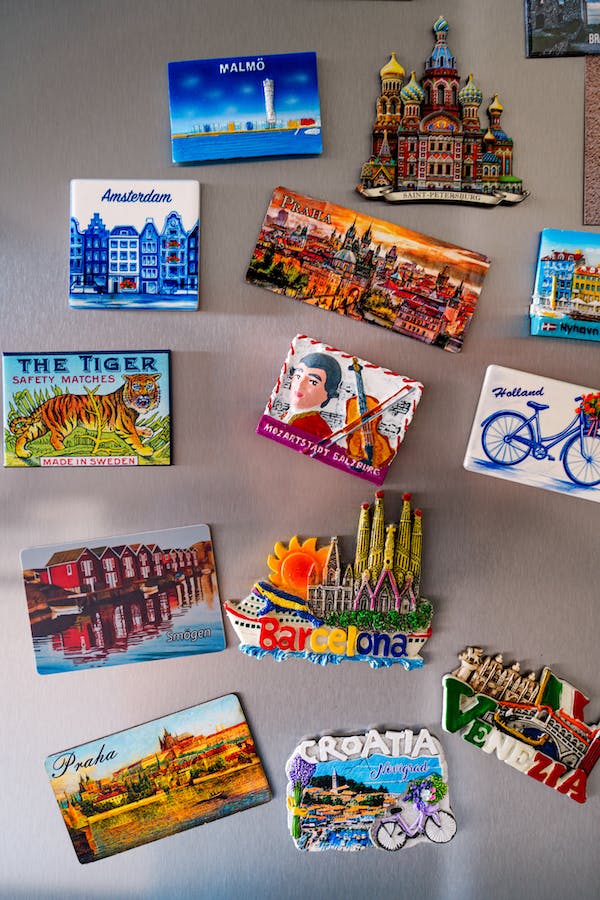 MALMÖ
SAINT-PETERSBURG
Amsterdam
PRAHA
Nyhavn
THE TIGER
SAFETY MATCHES
MADE IN SWEDEN
MOZARTSTADT SALZBURG
Holland
Smögen
Barcelona
VENEZIA
Praha
CROATIA
Novigrad